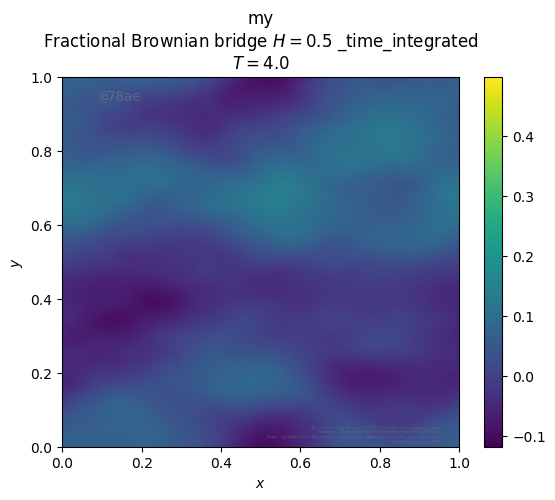 my
Fractional Brownian bridge H = 0.5 _time_integrated
T = 4.0
@78ae
1.0
0.8
0.6
0.4
0.2
0.0
y
0.0 0.2 0.4 0.6 0.8 1.0
x
0.4
0.3
0.2
0.1
0.0
−0.1